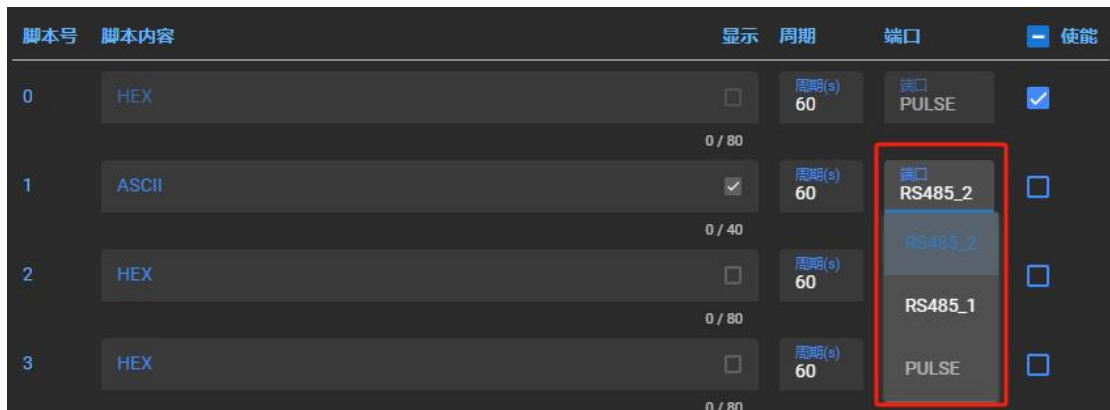 脚本号 脚本内容 显示 周期 端口 使能
0 HEX 周期(s) 60 端口 PULSE
0 / 80
1 ASCII 周期(s) 60 端口 RS485_2
0 / 40
RS485_2
2 HEX 周期(s) 60
RS485_1
0 / 80
3 HEX 周期(s) 60 PULSE
0 / 80